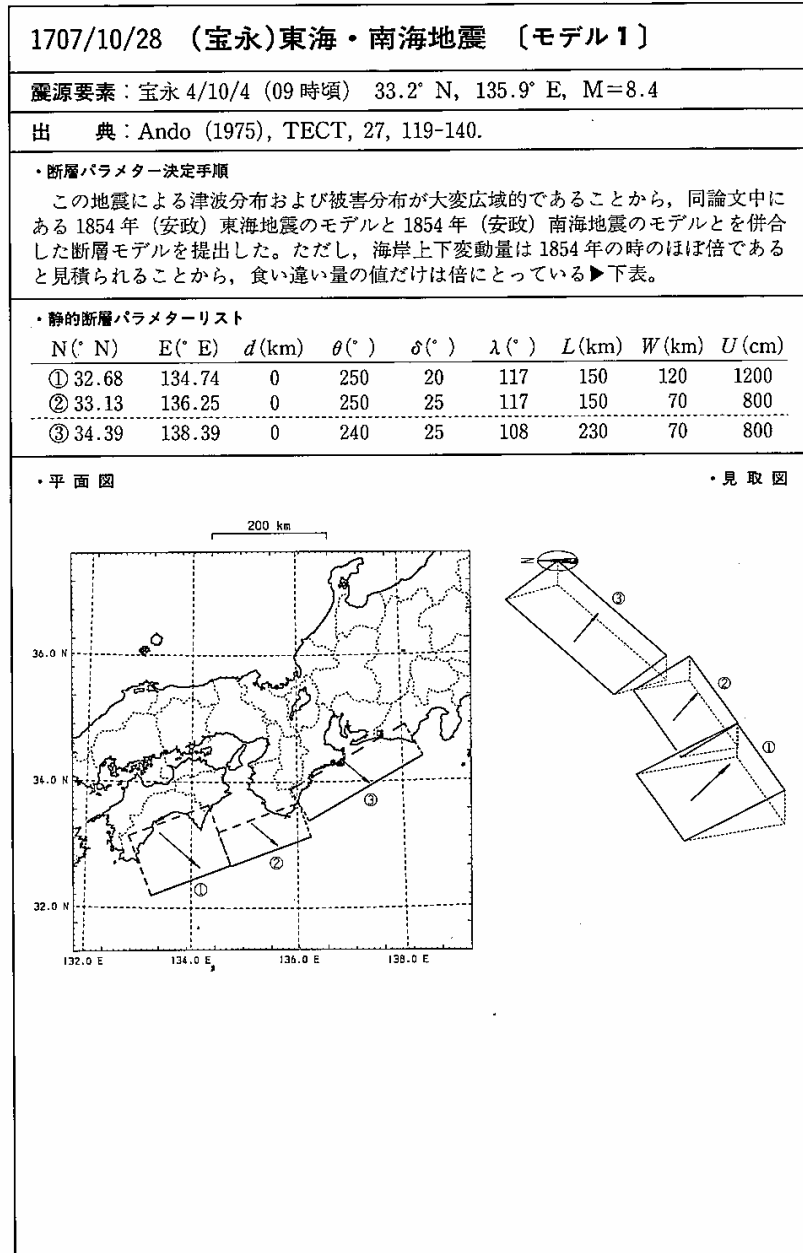 1707/10/28 (宝永)東海・南海地震 〔モデル1〕
震源要素：宝永 4/10/4 (09 時頃) 33.2° N, 135.9° E, M=8.4
出　典：Ando (1975), TECT, 27, 119-140.
・断層パラメター決定手順
この地震による津波分布および被害分布が大変広域的であることから，同論文中に
ある 1854 年（安政）東海地震のモデルと 1854 年（安政）南海地震のモデルとを併合
した断層モデルを提出した。ただし，海岸上下変動量は 1854 年の時のほぼ倍である
と見積られることから，食い違い量の値だけは倍にとっている▶下表。
・静的断層パラメターリスト
N(° N) E(° E) d(km) θ(°) δ(°) λ(°) L(km) W(km) U(cm)
①32.68 134.74 0 250 20 117 150 120 1200
②33.13 136.25 0 250 25 117 150 70 800
③34.39 138.39 0 240 25 108 230 70 800
・平面図 ・見取図
200 km
N
③
②
①
36.0 N
34.0 N
32.0 N
③
②
①
132.0 E 134.0 E 136.0 E 138.0 E